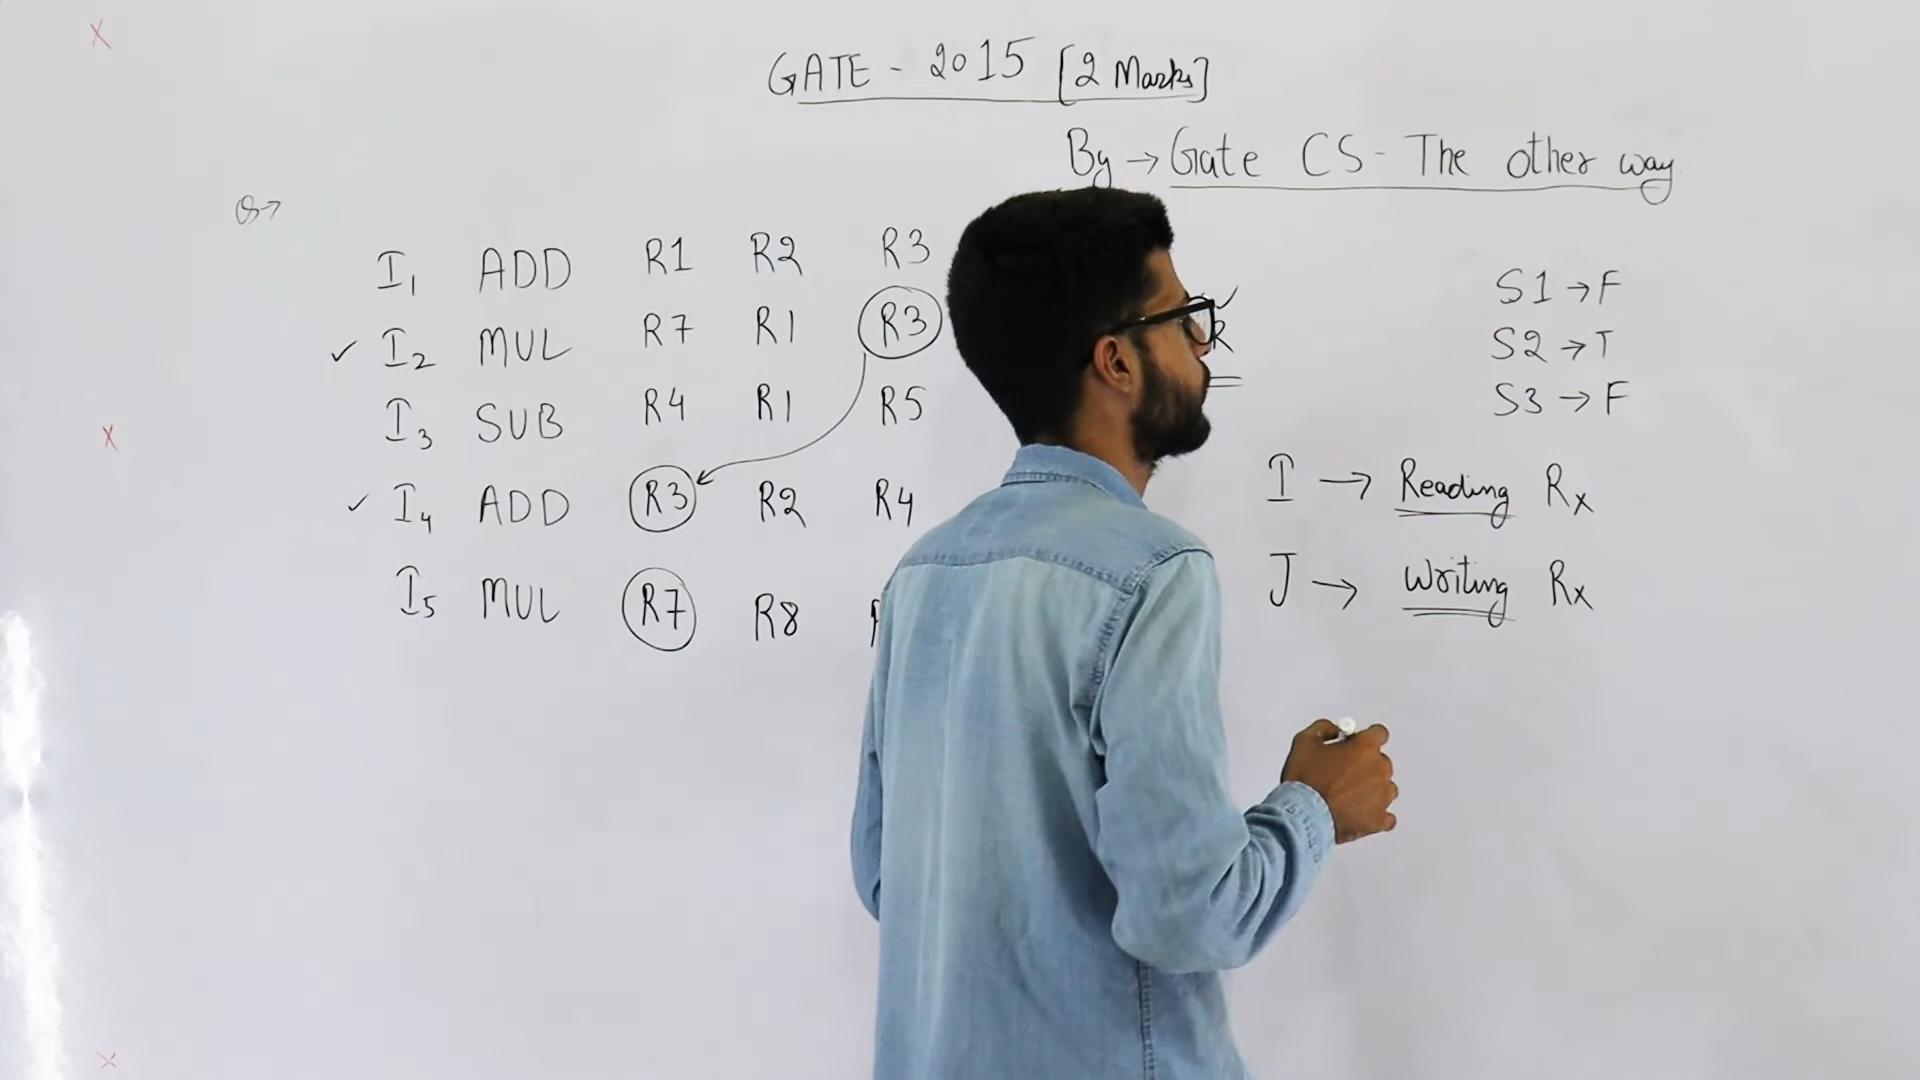 GATE - 2015 [2 Marks]
By → Gate CS - The other way
Q→
I1 ADD R1 R2 R3
✓ I2 MUL R7 R1 R3
I3 SUB R4 R1 R5
✓ I4 ADD R3 R2 R4
I5 MUL R7 R8
S1 → F
S2 → T
S3 → F
I → Reading Rx
J → Writing Rx